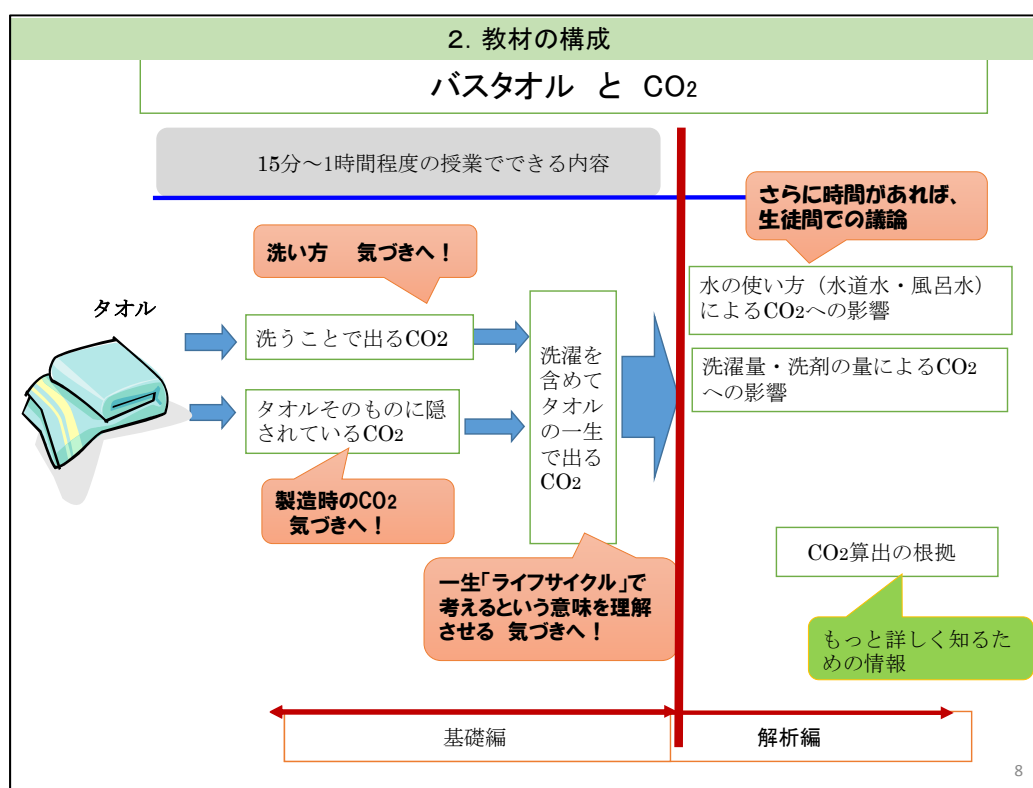 2．教材の構成
バスタオル と CO2
15分～1時間程度の授業でできる内容
さらに時間があれば、
生徒間での議論
洗い方 気づきへ！
タオル
洗うことで出るCO2
タオルそのものに隠
されているCO2
製造時のCO2
気づきへ！
洗濯を
含めて
タオル
の一生
で出る
CO2
一生「ライフサイクル」で
考えるという意味を理解
させる 気づきへ！
水の使い方（水道水・風呂水）
によるCO2への影響
洗濯量・洗剤の量によるCO2
への影響
CO2算出の根拠
もっと詳しく知るた
めの情報
基礎編
解析編
8